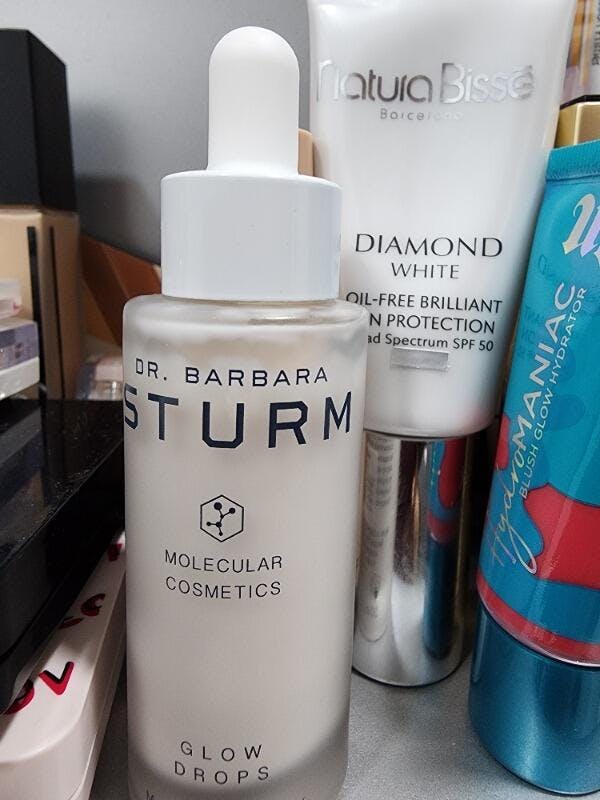 DR. BARBARA
STURM
MOLECULAR
COSMETICS
GLOW
DROPS
Natura Bissé
Barcelona
DIAMOND
WHITE
OIL-FREE BRILLIANT
PROTECTION
Spectrum SPF 50
HydroMANIAC
BLUSH GLOW HYDRATOR